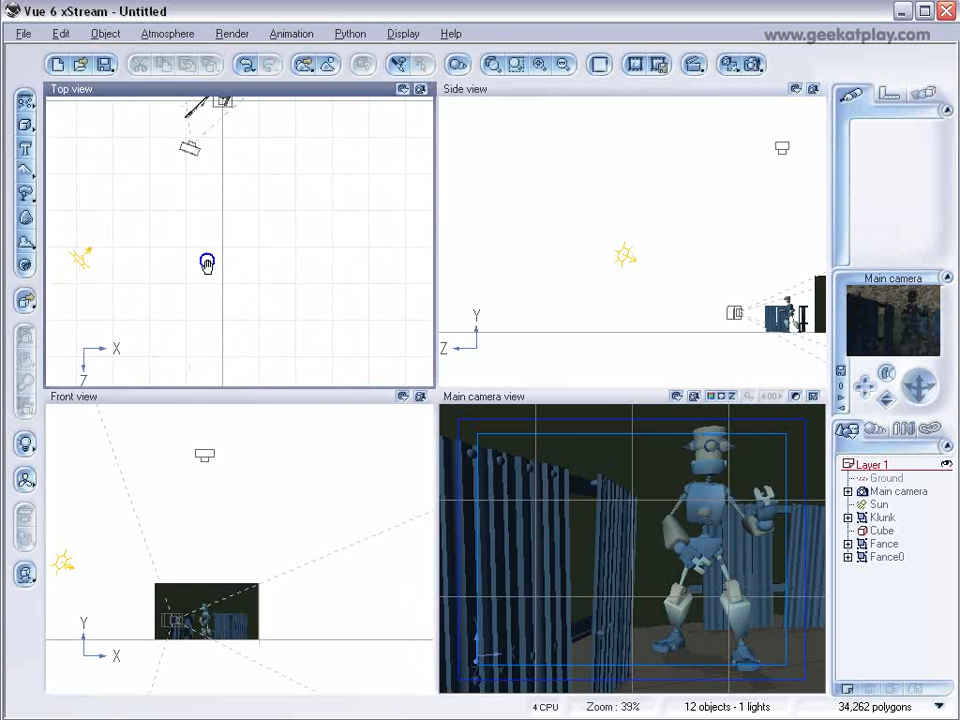 Vue 6 xStream - Untitled
File Edit Object Atmosphere Render Animation Python Display Help
www.geekatplay.com
Top view
Side view
X
Z
Y
Z
Main camera
Front view
Main camera view
Y
X
Layer 1
Ground
Main camera
Sun
Klunk
Cube
Fance
Fance0
4 CPU
Zoom : 39%
12 objects - 1 lights
34,262 polygons